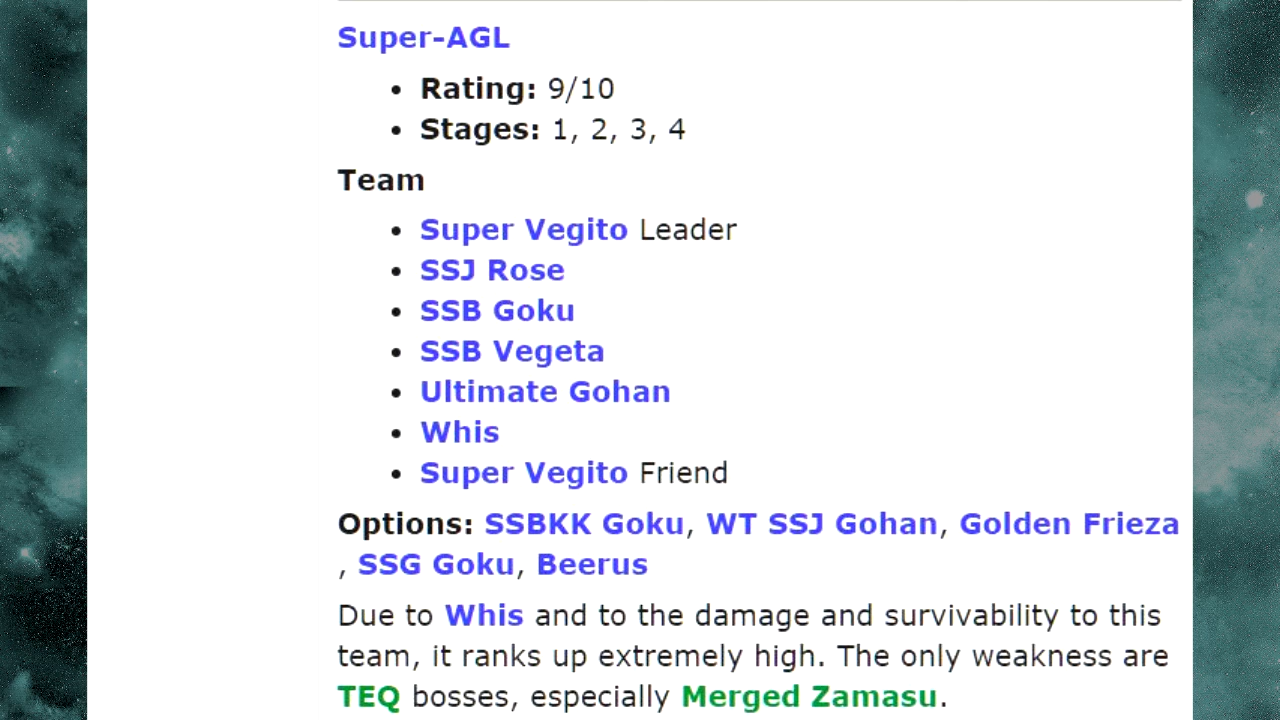 Super-AGL
• Rating: 9/10
• Stages: 1, 2, 3, 4
Team
• Super Vegito Leader
• SSJ Rose
• SSB Goku
• SSB Vegeta
• Ultimate Gohan
• Whis
• Super Vegito Friend
Options: SSBKK Goku, WT SSJ Gohan, Golden Frieza
, SSG Goku, Beerus
Due to Whis and to the damage and survivability to this
team, it ranks up extremely high. The only weakness are
TEQ bosses, especially Merged Zamasu.